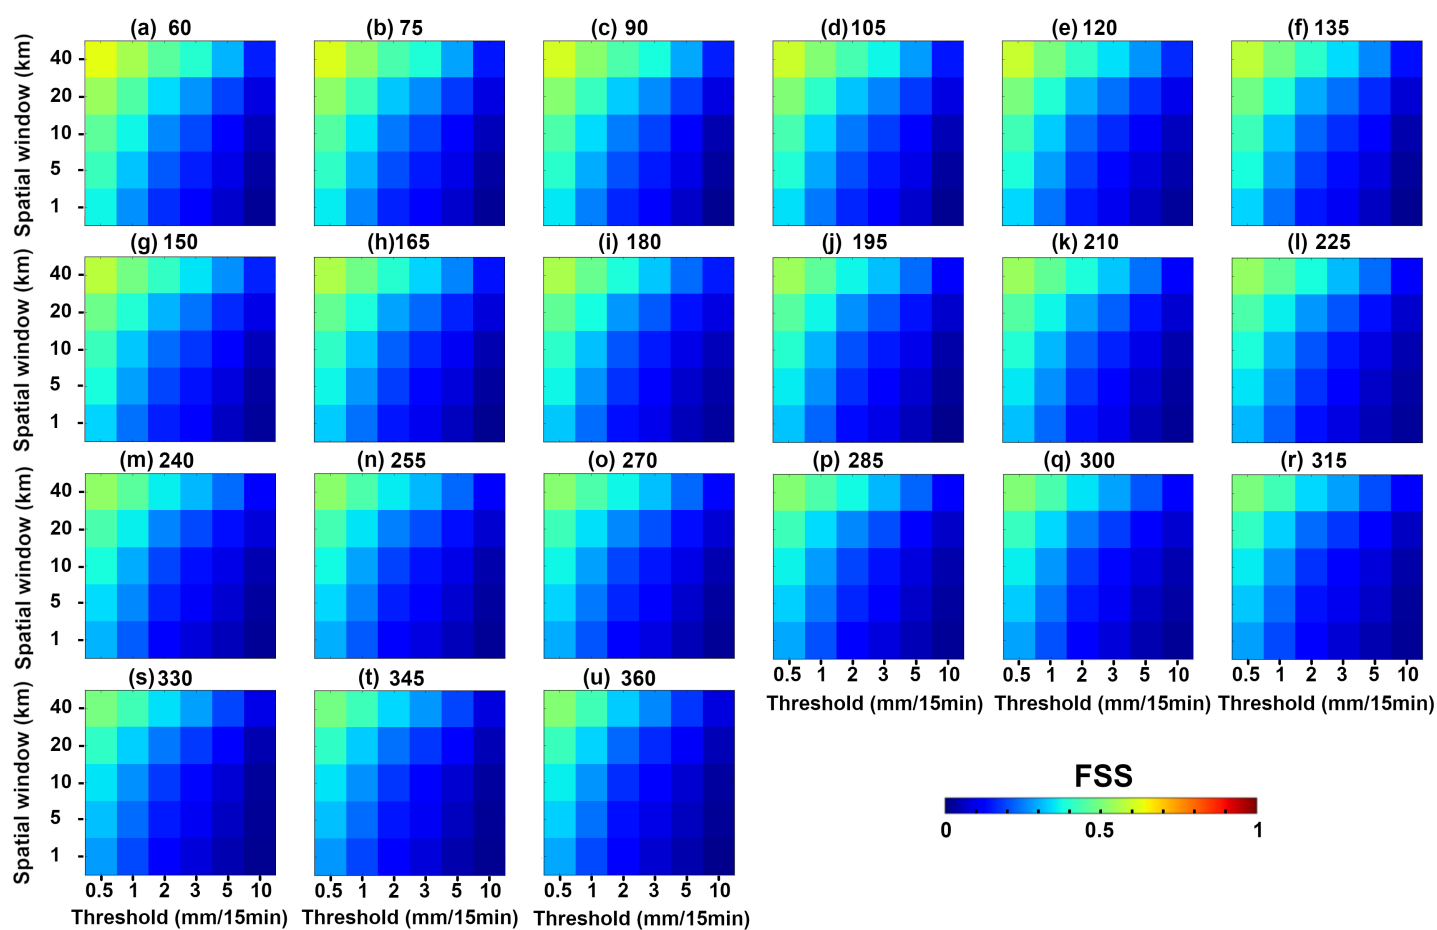 (a) 60
(b) 75
(c) 90
(d)105
(e) 120
(f) 135
Spatial window (km)
40
20
10
5
1
(g) 150
(h)165
(i) 180
(j) 195
(k) 210
(l) 225
Spatial window (km)
40
20
10
5
1
(m) 240
(n) 255
(o) 270
(p) 285
(q) 300
(r) 315
Spatial window (km)
40
20
10
5
1
0.5 1 2 3 5 10
0.5 1 2 3 5 10
0.5 1 2 3 5 10
Threshold (mm/15min)
Threshold (mm/15min)
Threshold (mm/15min)
(s) 330
(t) 345
(u) 360
Spatial window (km)
40
20
10
5
1
0.5 1 2 3 5 10
0.5 1 2 3 5 10
0.5 1 2 3 5 10
Threshold (mm/15min)
Threshold (mm/15min)
Threshold (mm/15min)
FSS
0 0.5 1